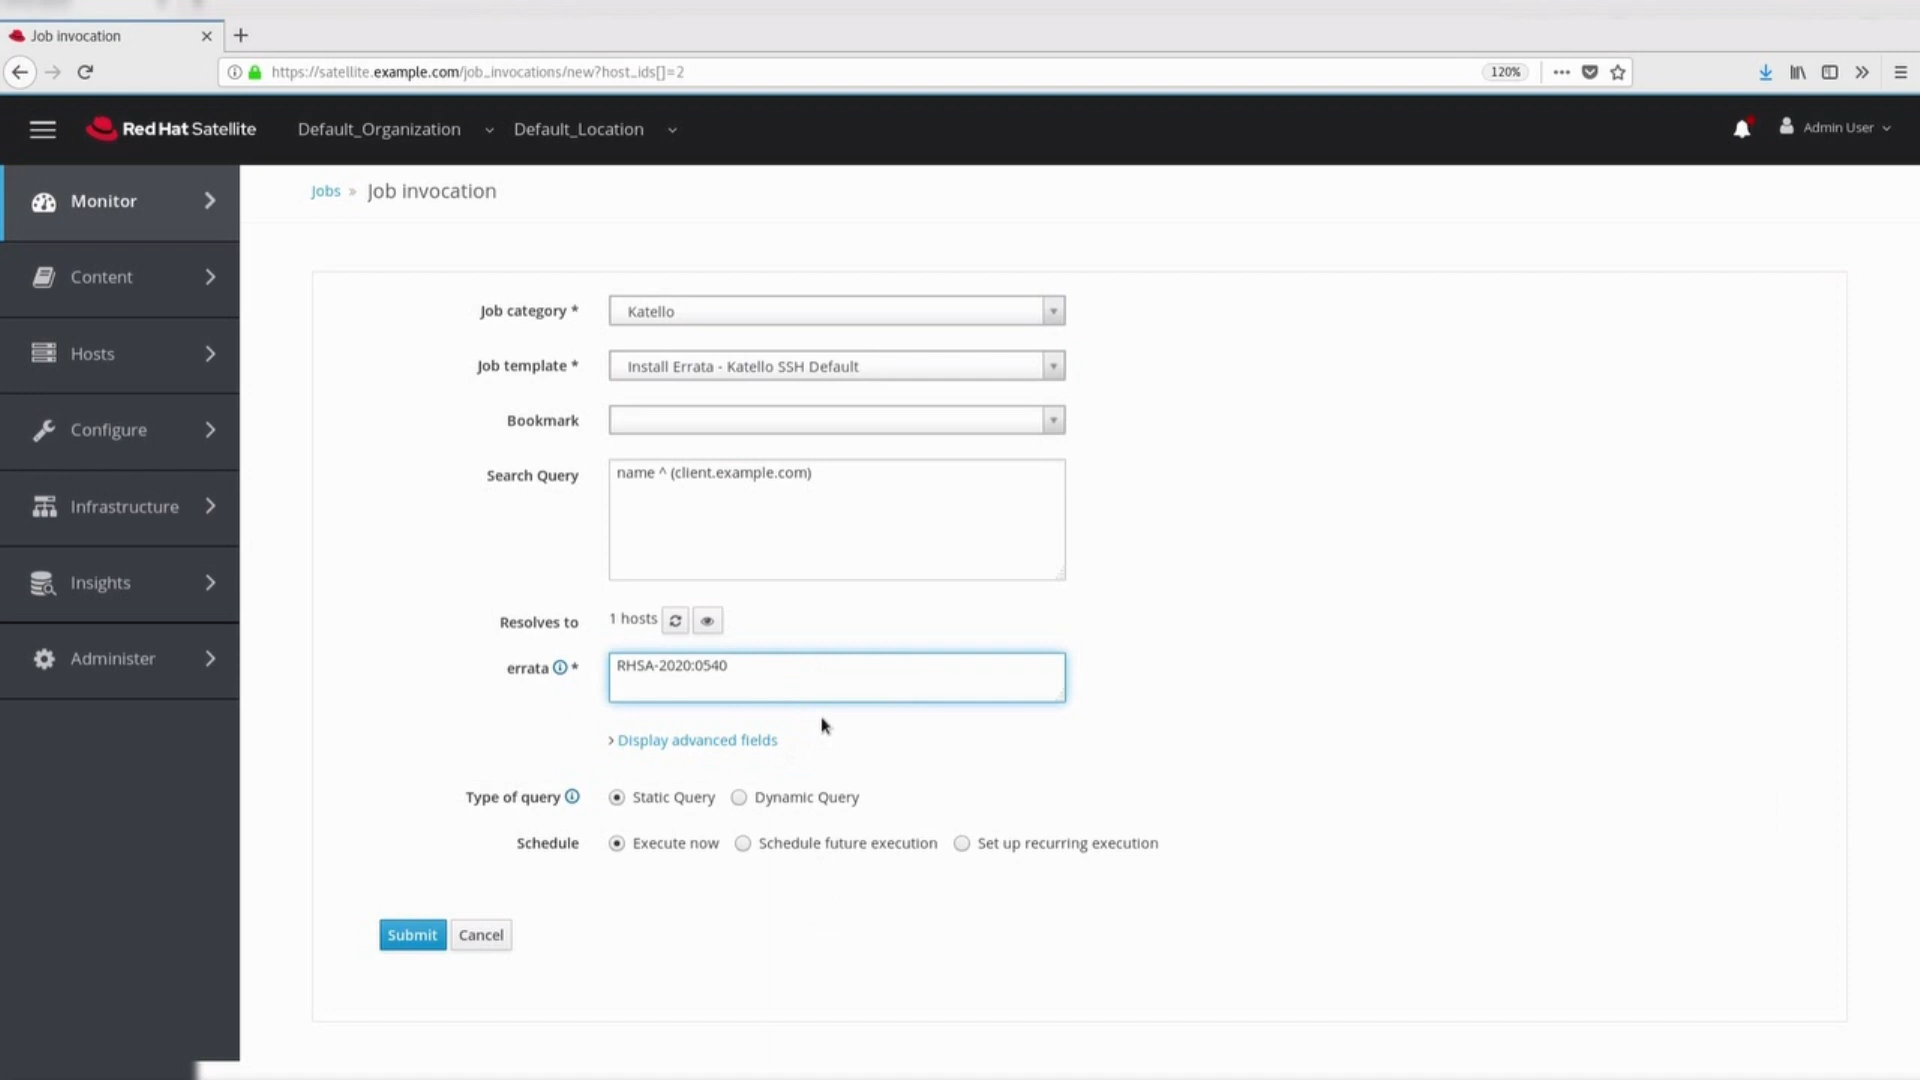 Job invocation
https://satellite.example.com/job_invocations/new?host_ids[]=2
120%
Red Hat Satellite
Default_Organization
Default_Location
Admin User
Monitor
Content
Hosts
Configure
Infrastructure
Insights
Administer
Jobs » Job invocation
Job category *
Katello
Job template *
Install Errata - Katello SSH Default
Bookmark
Search Query
name ^ (client.example.com)
Resolves to
1 hosts
errata *
RHSA-2020:0540
Display advanced fields
Type of query
Static Query
Dynamic Query
Schedule
Execute now
Schedule future execution
Set up recurring execution
Submit
Cancel